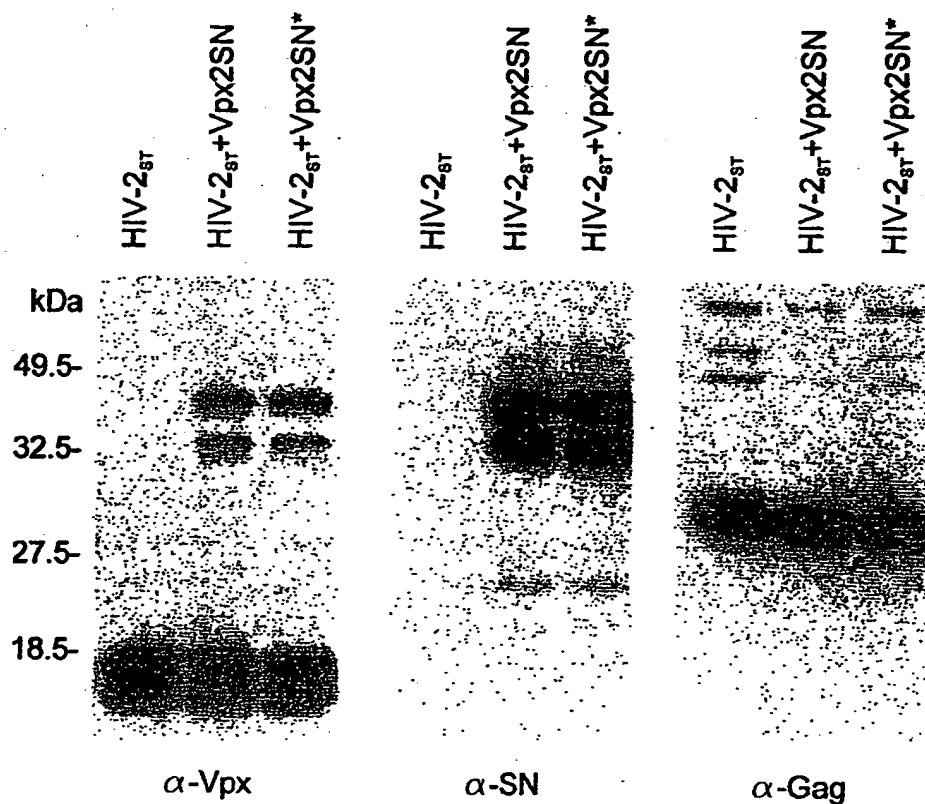 HIV-2ST
HIV-2ST+Vpx2SN
HIV-2ST+Vpx2SN*
HIV-2ST
HIV-2ST+Vpx2SN
HIV-2ST+Vpx2SN*
HIV-2ST
HIV-2ST+Vpx2SN
HIV-2ST+Vpx2SN*
kDa
49.5-
32.5-
27.5-
18.5-
α-Vpx
α-SN
α-Gag